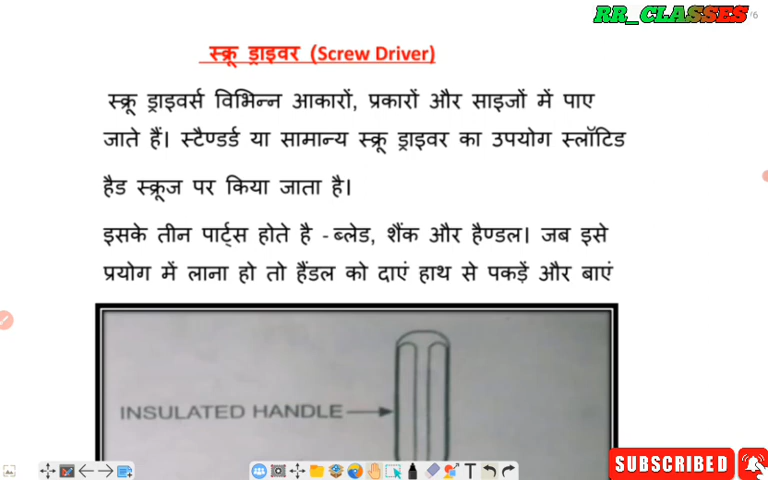 RR_CLASSES
/6
स्क्रू ड्राइवर (Screw Driver)
स्क्रू ड्राइवर्स विभिन्न आकारों, प्रकारों और साइजों में पाए
जाते हैं। स्टैण्डर्ड या सामान्य स्क्रू ड्राइवर का उपयोग स्लॉटिड
हैड स्क्रूज पर किया जाता है।
इसके तीन पार्ट्स होते है - ब्लेड, शैंक और हैण्डल। जब इसे
प्रयोग में लाना हो तो हैंडल को दाएं हाथ से पकड़ें और बाएं
INSULATED HANDLE
SUBSCRIBED